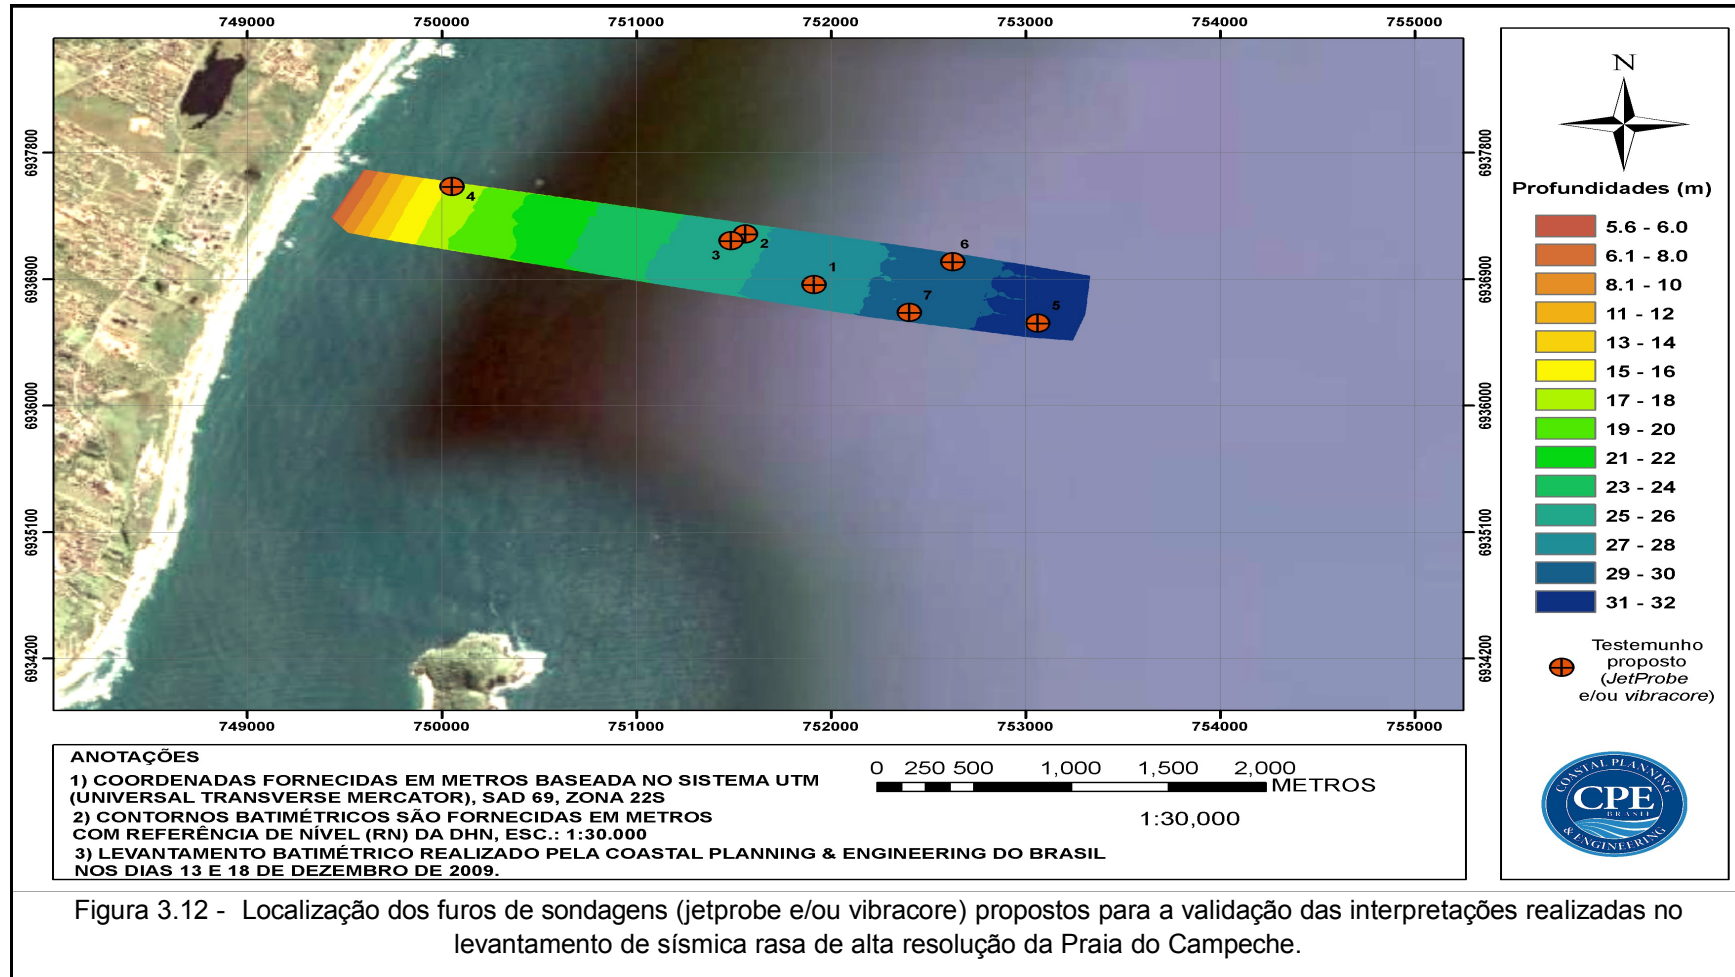 749000 750000 751000 752000 753000 754000 755000
6937800
6936900
6936000
6935100
6934200
4
3
2
1
6
7
5
6937800
6936900
6936000
6935100
6934200
749000 750000 751000 752000 753000 754000 755000
N
Profundidades (m)
5.6 - 6.0
6.1 - 8.0
8.1 - 10
11 - 12
13 - 14
15 - 16
17 - 18
19 - 20
21 - 22
23 - 24
25 - 26
27 - 28
29 - 30
31 - 32
Testemunho
proposto
(JetProbe
e/ou vibracore)
COASTAL PLANNING
CPE
BRASIL
& ENGINEERING
ANOTAÇÕES
1) COORDENADAS FORNECIDAS EM METROS BASEADA NO SISTEMA UTM
(UNIVERSAL TRANSVERSE MERCATOR), SAD 69, ZONA 22S
2) CONTORNOS BATIMÉTRICOS SÃO FORNECIDAS EM METROS
COM REFERÊNCIA DE NÍVEL (RN) DA DHN, ESC.: 1:30.000
3) LEVANTAMENTO BATIMÉTRICO REALIZADO PELA COASTAL PLANNING & ENGINEERING DO BRASIL
NOS DIAS 13 E 18 DE DEZEMBRO DE 2009.
0 250 500 1,000 1,500 2,000
METROS
1:30,000
Figura 3.12 - Localização dos furos de sondagens (jetprobe e/ou vibracore) propostos para a validação das interpretações realizadas no
levantamento de sísmica rasa de alta resolução da Praia do Campeche.